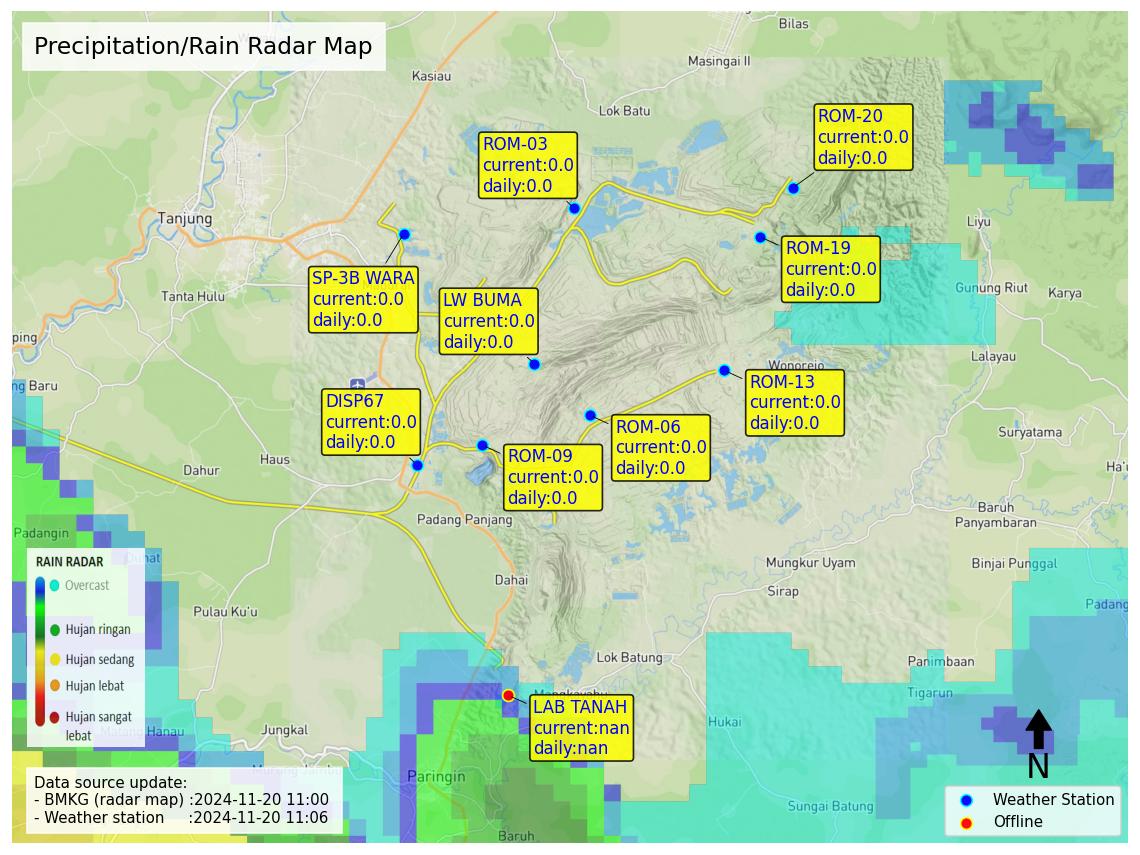 Precipitation/Rain Radar Map
Bilas
Masingai II
Kasiau
Lok Batu
ROM-20
current:0.0
daily:0.0
ROM-03
current:0.0
daily:0.0
Tanjung
Liyu
ROM-19
current:0.0
daily:0.0
SP-3B WARA
current:0.0
daily:0.0
Tanta Hulu
LW BUMA
current:0.0
daily:0.0
Gunung Riut
Karya
ping
Lalayau
Wonorejo
ng Baru
ROM-13
current:0.0
daily:0.0
DISP67
current:0.0
daily:0.0
ROM-06
current:0.0
daily:0.0
Suryatama
Haus
Dahur
ROM-09
current:0.0
daily:0.0
Ha'u
Padang Panjang
Baruh
Panyambaran
Padangin
Mungkur Uyam
Binjai Punggal
Dahai
Sirap
Padang
Pulau Ku'u
RAIN RADAR
Overcast
Hujan ringan
Hujan sedang
Hujan lebat
Hujan sangat
lebat
Lok Batung
Panimbaan
Tigarun
LAB TANAH
current:nan
daily:nan
Hukai
Jungkal
Paringin
N
Data source update:
- BMKG (radar map) :2024-11-20 11:00
- Weather station :2024-11-20 11:06
Sungai Batung
Baruh
Weather Station
Offline